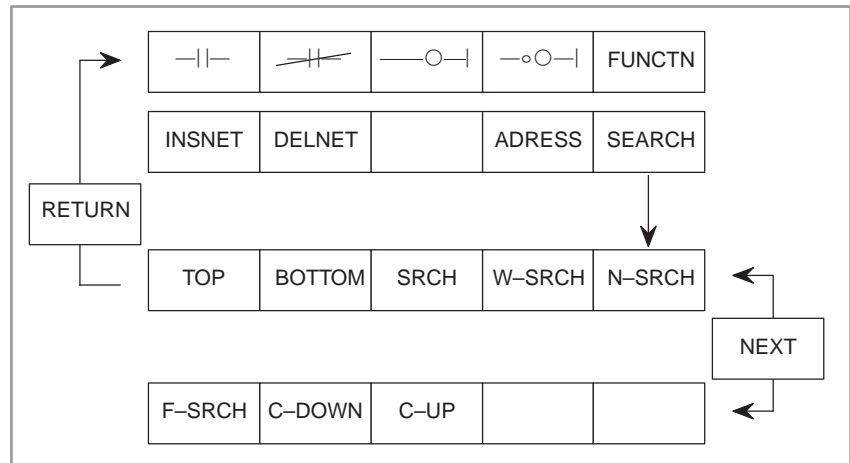 FUNCTN
INSNET DELNET ADRESS SEARCH
RETURN
TOP BOTTOM SRCH W–SRCH N–SRCH
NEXT
F–SRCH C–DOWN C–UP